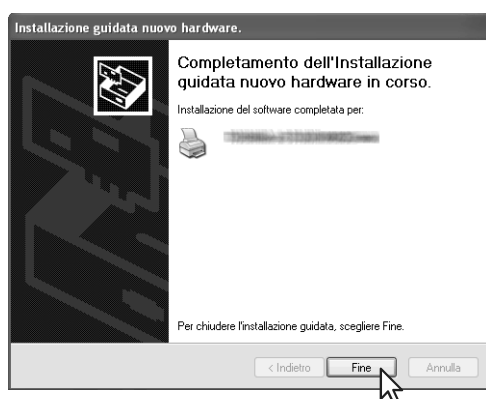 Installazione guidata nuovo hardware.
Completamento dell'Installazione
guidata nuovo hardware in corso.
Installazione del software completata per:
Per chiudere l'installazione guidata, scegliere Fine.
< Indietro Fine Annulla